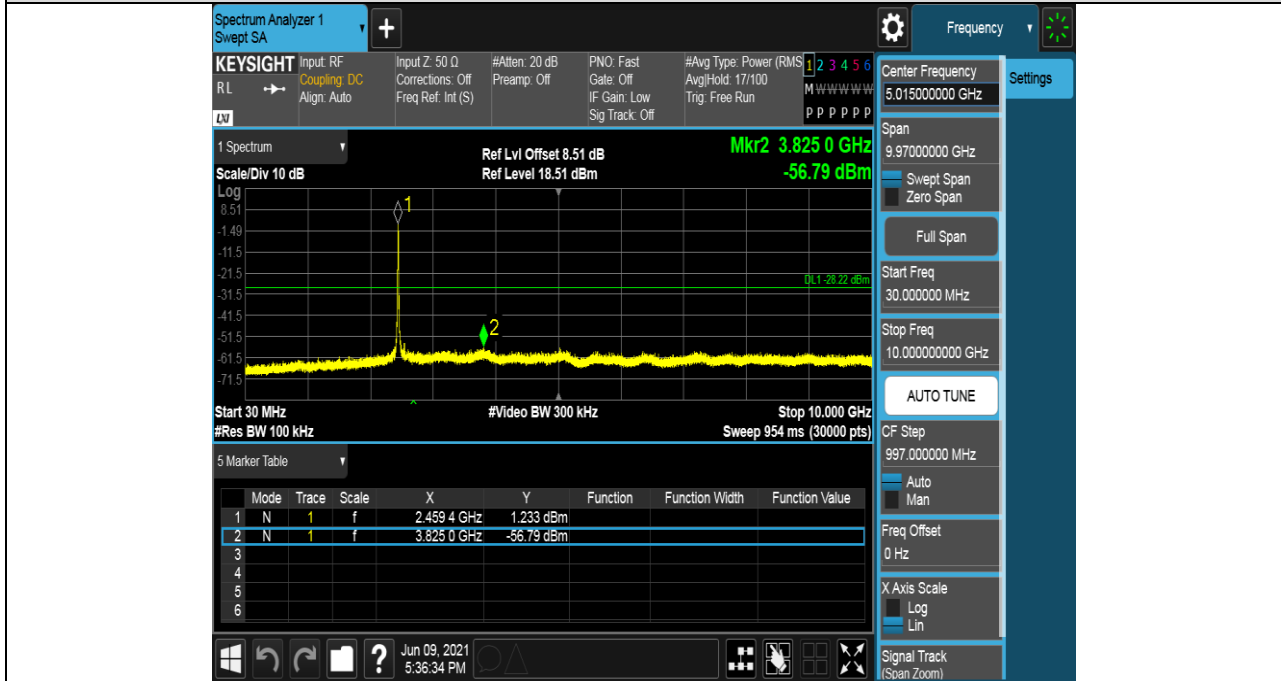 Spectrum Analyzer 1
Swept SA
Frequency
KEYSIGHT
RL
LXI
Input: RF
Coupling: DC
Align: Auto
Input Z: 50 Ω
Corrections: Off
Freq Ref: Int (S)
#Atten: 20 dB
Preamp: Off
PNO: Fast
Gate: Off
IF Gain: Low
Sig Track: Off
#Avg Type: Power (RMS
Avg|Hold: 17/100
Trig: Free Run
1 2 3 4 5 6
M W W W W W
P P P P P P
1 Spectrum
Scale/Div 10 dB
Ref Lvl Offset 8.51 dB
Ref Level 18.51 dBm
Mkr2 3.825 0 GHz
-56.79 dBm
Log
8.51
-1.49
-11.5
-21.5
-31.5
-41.5
-51.5
-61.5
-71.5
1
DL1 -28.22 dBm
2
Start 30 MHz
#Video BW 300 kHz
Stop 10.000 GHz
#Res BW 100 kHz
Sweep 954 ms (30000 pts)
5 Marker Table
Mode Trace Scale X Y Function Function Width Function Value
1 N 1 f 2.459 4 GHz 1.233 dBm
2 N 1 f 3.825 0 GHz -56.79 dBm
3
4
5
6
?
Jun 09, 2021
5:36:34 PM
Center Frequency
5.015000000 GHz
Span
9.97000000 GHz
Swept Span
Zero Span
Full Span
Start Freq
30.000000 MHz
Stop Freq
10.000000000 GHz
AUTO TUNE
CF Step
997.000000 MHz
Auto
Man
Freq Offset
0 Hz
X Axis Scale
Log
Lin
Signal Track
(Span Zoom)
Settings